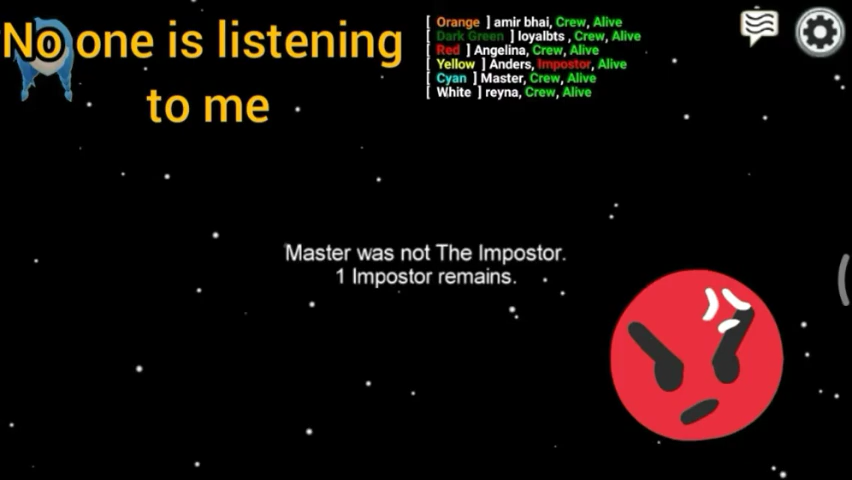 No one is listening
to me
[ Orange ] amir bhai, Crew, Alive
[ Dark Green ] loyalbts , Crew, Alive
[ Red ] Angelina, Crew, Alive
[ Yellow ] Anders, Impostor, Alive
[ Cyan ] Master, Crew, Alive
[ White ] reyna, Crew, Alive
Master was not The Impostor.
1 Impostor remains.